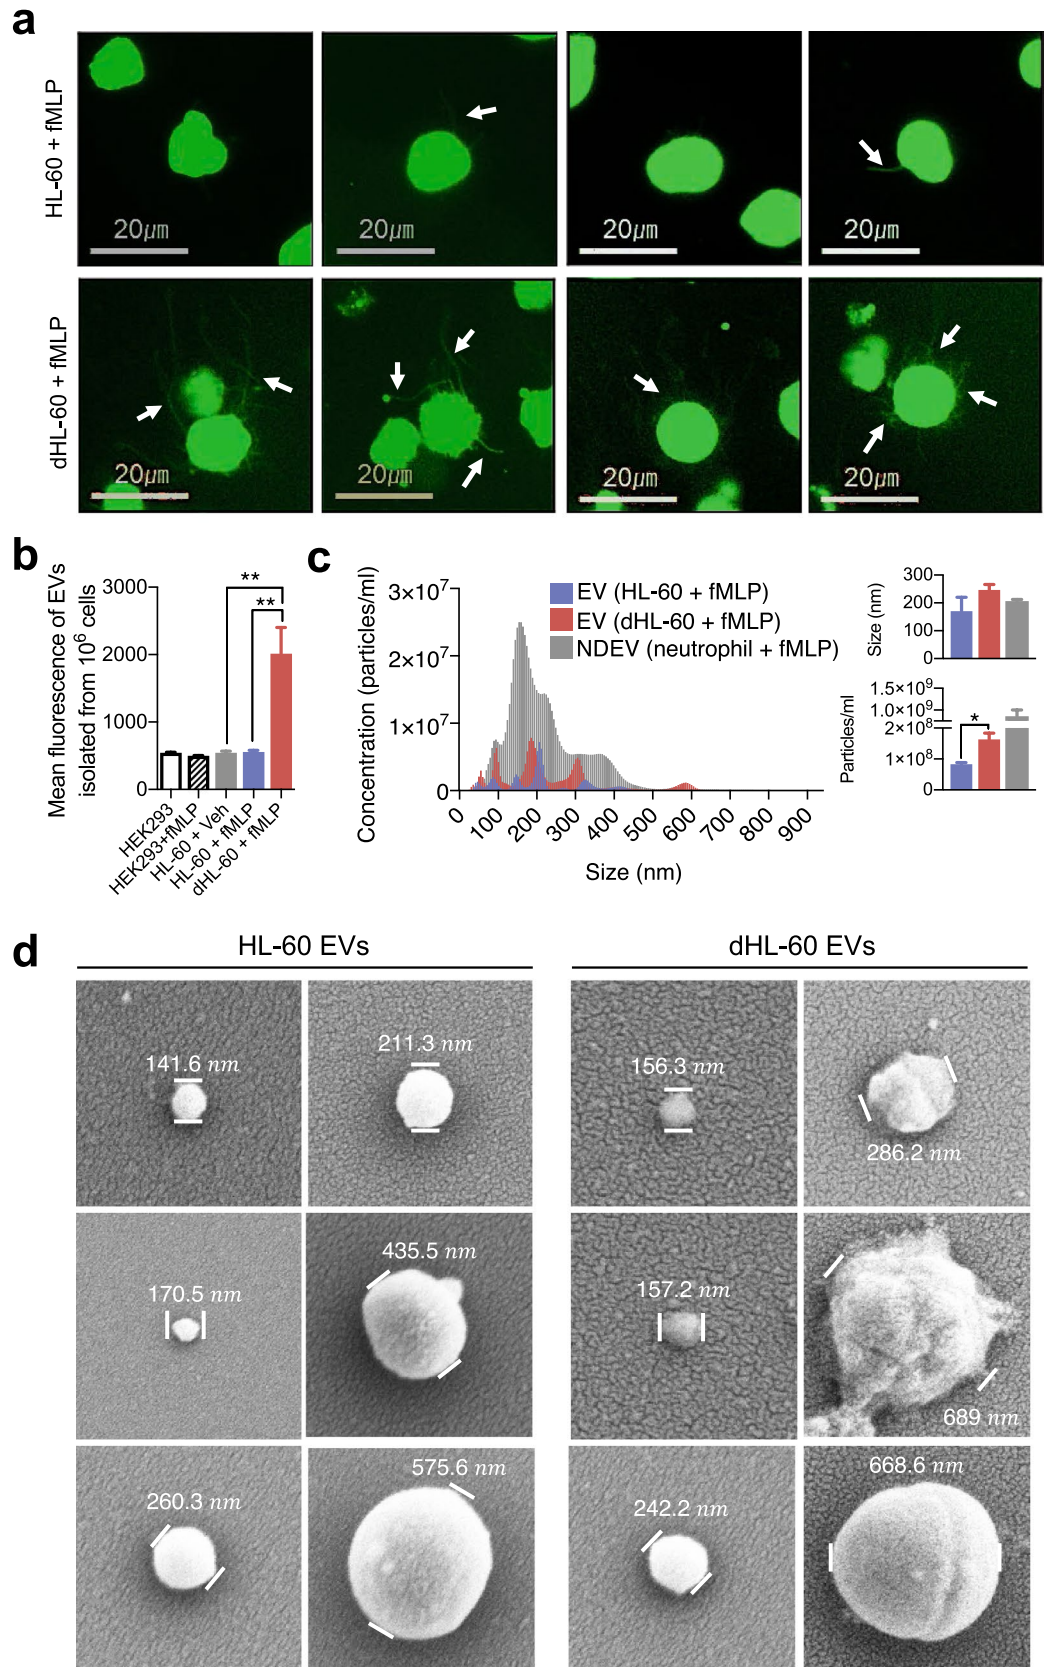 a
HL-60 + fMLP
20µm
20µm
20µm
20µm
dHL-60 + fMLP
20µm
20µm
20µm
20µm
b
Mean fluorescence of EVs
isolated from 10⁶ cells
3000
2000
1000
0
**
**
HEK293
HEK293+fMLP
HL-60 + Veh
HL-60 + fMLP
dHL-60 + fMLP
c
Concentration (particles/ml)
3×10⁷
2×10⁷
1×10⁷
0
EV (HL-60 + fMLP)
EV (dHL-60 + fMLP)
NDEV (neutrophil + fMLP)
0
100
200
300
400
500
600
700
800
900
Size (nm)
Size (nm)
300
200
100
0
Particles/ml
1.5×10⁹
1.0×10⁹
2×10⁸
1×10⁸
0
*
d
HL-60 EVs
dHL-60 EVs
141.6 nm
211.3 nm
156.3 nm
286.2 nm
170.5 nm
435.5 nm
157.2 nm
689 nm
260.3 nm
575.6 nm
242.2 nm
668.6 nm